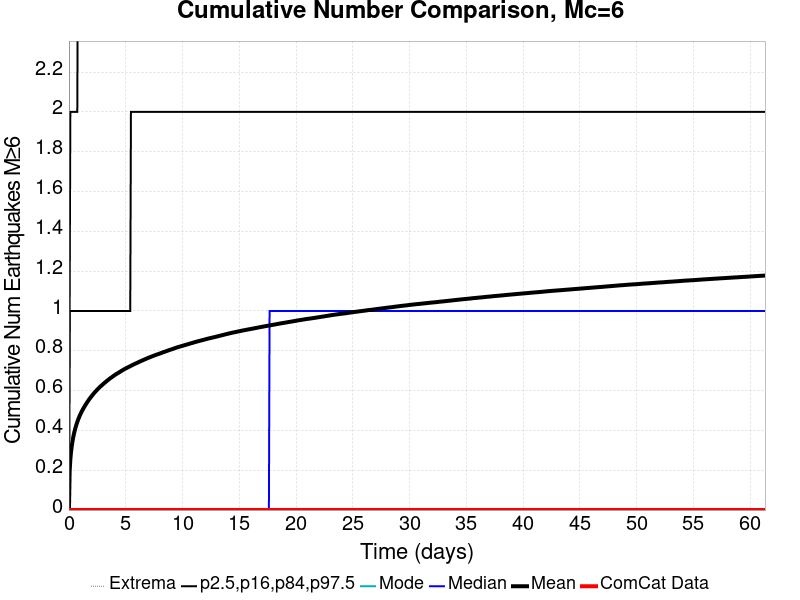 Cumulative Number Comparison, Mc=6
Cumulative Num Earthquakes M≥6
2.2
2
1.8
1.6
1.4
1.2
1
0.8
0.6
0.4
0.2
0
0 5 10 15 20 25 30 35 40 45 50 55 60
Time (days)
Extrema p2.5,p16,p84,p97.5 Mode Median Mean ComCat Data